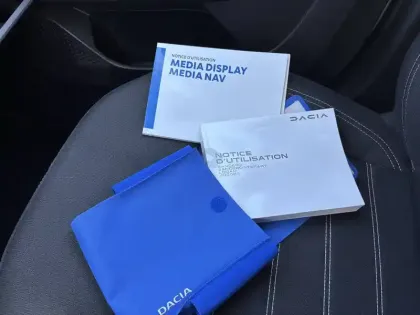 NOTICE D'UTILISATION
MEDIA DISPLAY
MEDIA NAV
DACIA
NOTICE
D'UTILISATION
DACIA